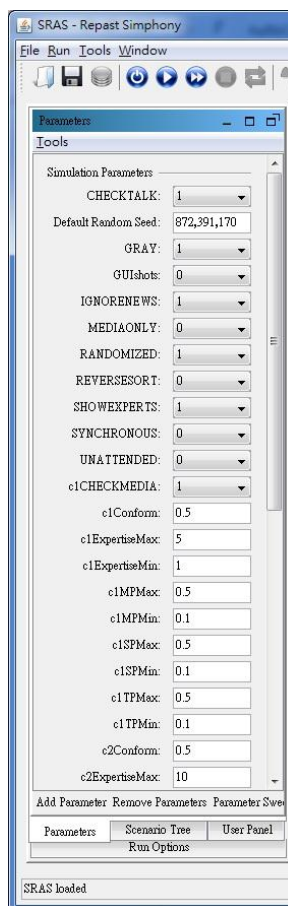 SRAS - Repast Simphony
File Run Tools Window
Parameters
Tools
Simulation Parameters
CHECKTALK: 1
Default Random Seed: 872,391,170
GRAY: 1
GUIshots: 0
IGNORENEWS: 1
MEDIAONLY: 0
RANDOMIZED: 1
REVERSESORT: 0
SHOWEXPERTS: 1
SYNCHRONOUS: 0
UNATTENDED: 0
c1CHECKMEDIA: 1
c1Conform: 0.5
c1ExpertiseMax: 5
c1ExpertiseMin: 1
c1MPMax: 0.5
c1MPMin: 0.1
c1SPMax: 0.5
c1SPMin: 0.1
c1TPMax: 0.5
c1TPMin: 0.1
c2Conform: 0.5
c2ExpertiseMax: 10
Add Parameter Remove Parameters Parameter Swe
Parameters Scenario Tree User Panel
Run Options
SRAS loaded